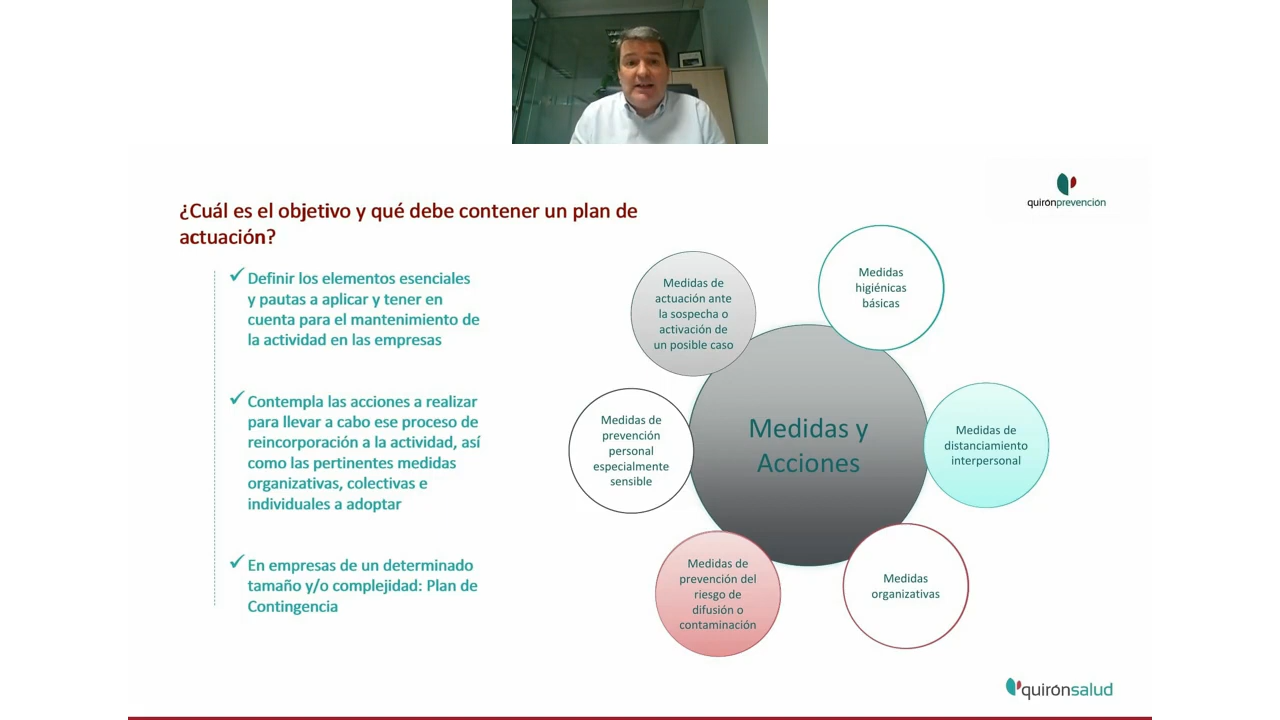 quirónprevención
¿Cuál es el objetivo y qué debe contener un plan de
actuación?
✓ Definir los elementos esenciales
y pautas a aplicar y tener en
cuenta para el mantenimiento de
la actividad en las empresas
✓ Contempla las acciones a realizar
para llevar a cabo ese proceso de
reincorporación a la actividad, así
como las pertinentes medidas
organizativas, colectivas e
individuales a adoptar
✓ En empresas de un determinado
tamaño y/o complejidad: Plan de
Contingencia
Medidas y
Acciones
Medidas
higiénicas
básicas
Medidas de
distanciamiento
interpersonal
Medidas
organizativas
Medidas de
prevención del
riesgo de
difusión o
contaminación
Medidas de
prevención
personal
especialmente
sensible
Medidas de
actuación ante
la sospecha o
activación de
un posible caso
quirónsalud